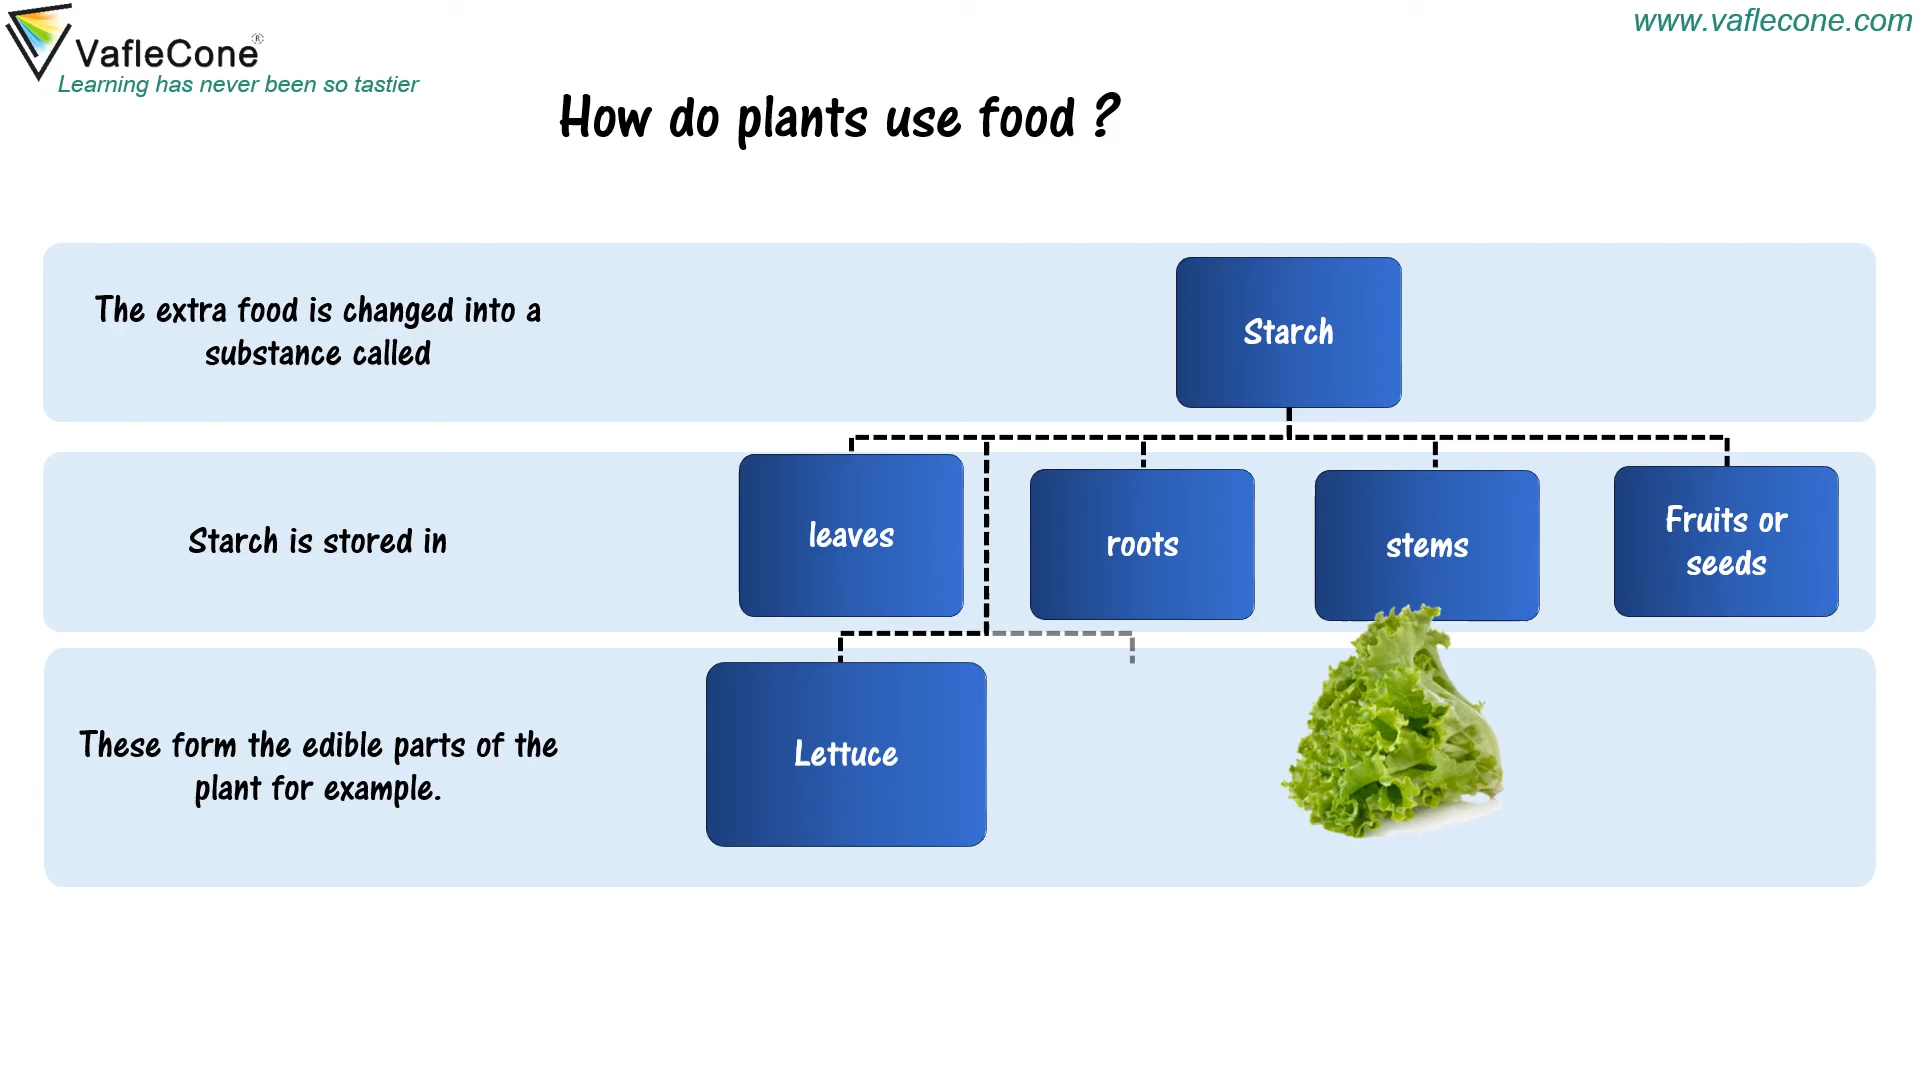 VafleCone®
Learning has never been so tastier
www.vaflecone.com
How do plants use food ?
The extra food is changed into a
substance called
Starch
Starch is stored in
leaves
roots
stems
Fruits or
seeds
These form the edible parts of the
plant for example.
Lettuce